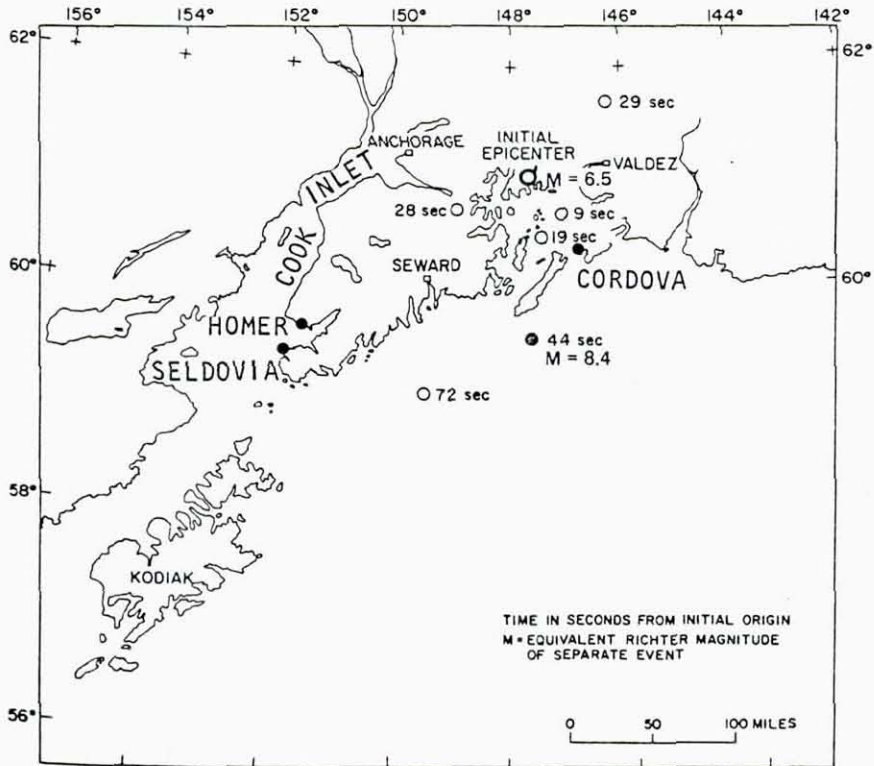 156° 154° 152° 150° 148° 146° 144° 142°
62° 62°
29 sec
ANCHORAGE
INITIAL
EPICENTER
VALDEZ
M = 6.5
INLET
28 sec
9 sec
19 sec
COOK
60° 60°
SEWARD
CORDOVA
HOMER
44 sec
M = 8.4
SELDOVIA
72 sec
58°
KODIAK
TIME IN SECONDS FROM INITIAL ORIGIN
M = EQUIVALENT RICHTER MAGNITUDE
OF SEPARATE EVENT
56°
0 50 100 MILES